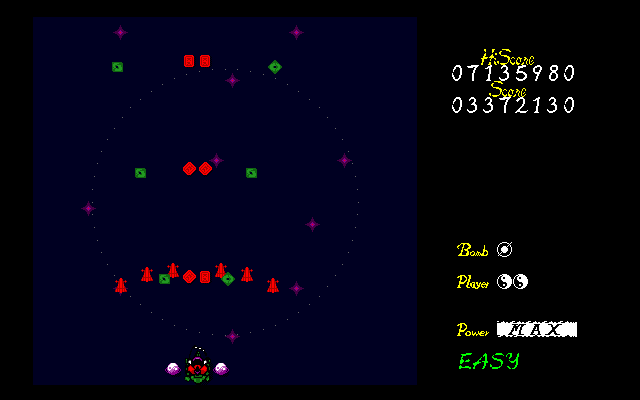 HiScore
07135980
Score
03372130
Bomb
Player
Power MAX
EASY